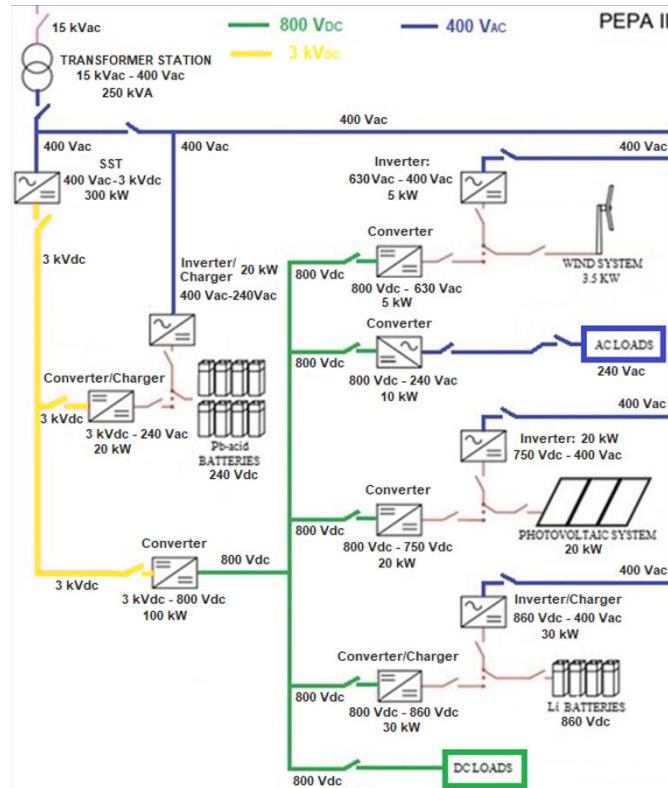 15 kVac
800 VDC
400 VAC
PEPA II
3 kVDC
TRANSFORMER STATION
15 kVac - 400 Vac
250 kVA
400 Vac
400 Vac
400 Vac
400 Vac
SST
400 Vac-3 kVdc
300 kW
Inverter:
630Vac - 400 Vac
5 kW
3 kVdc
Inverter/
Charger
20 kW
400 Vac-240Vac
Converter
800 Vdc
800 Vdc - 630 Vac
5 kW
WIND SYSTEM
3.5 KW
Converter
800 Vdc
800 Vdc - 240 Vac
10 kW
AC LOADS
240 Vac
Converter/Charger
3 kVdc
3 kVdc - 240 Vac
20 kW
Pb-acid
BATTERIES
240 Vdc
400 Vac
Inverter: 20 kW
750 Vdc - 400 Vac
Converter
800 Vdc
800 Vdc - 750 Vdc
20 kW
PHOTOVOLTAIC SYSTEM
20 kW
Converter
3 kVdc
800 Vdc
3 kVdc - 800 Vdc
100 kW
400 Vac
Inverter/Charger
860 Vdc - 400 Vac
30 kW
Converter/Charger
800 Vdc
800 Vdc - 860 Vdc
30 kW
Li BATTERIES
860 Vdc
800 Vdc
DC LOADS